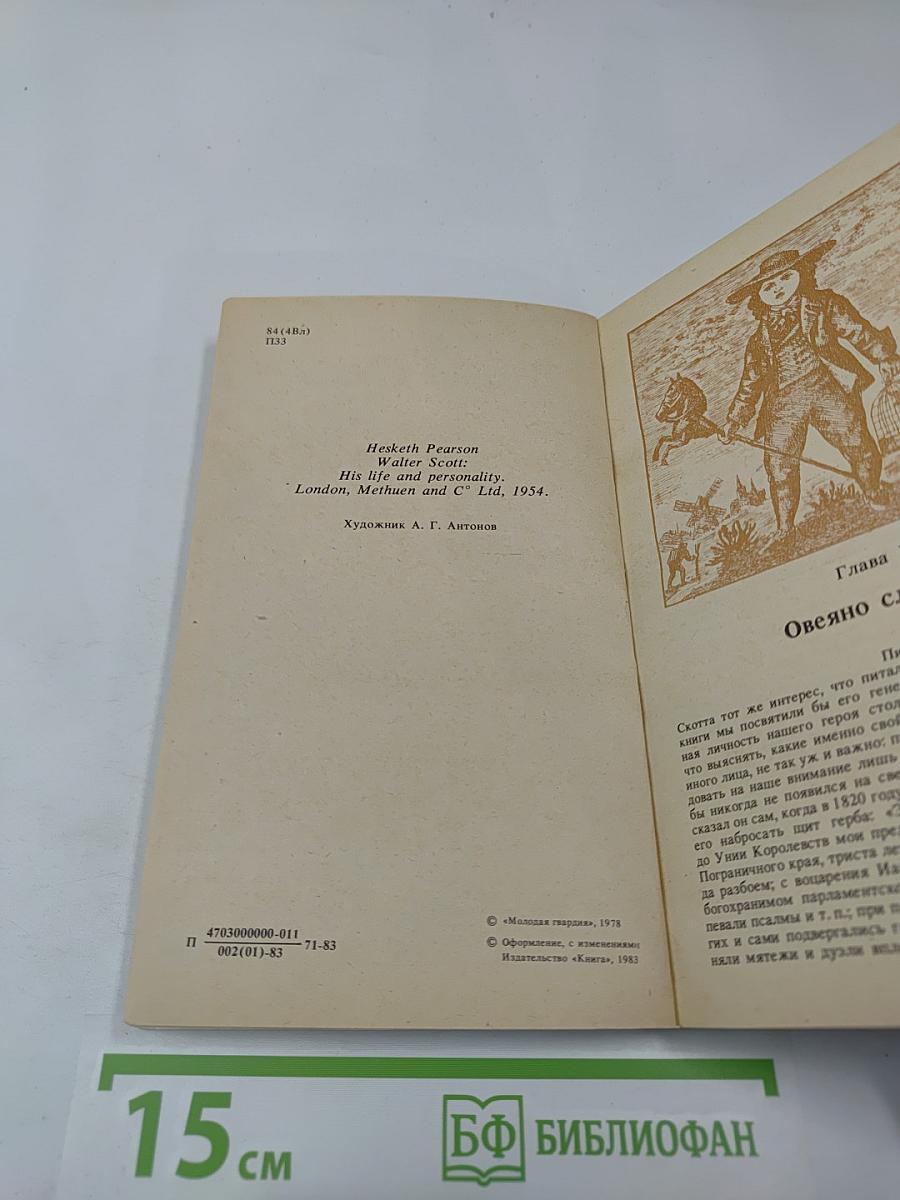 84(4Вл)
П33
Hesketh Pearson
Walter Scott:
His life and personality.
London, Methuen and C° Ltd, 1954.
Художник А. Г. Антонов
П 4703000000-011
002(01)-83
71-83
© «Молодая гвардия», 1978
© Оформление, с изменениями
Издательство «Книга», 1983
Глава
Овеяно
Скотта тот же интерес, что питал
книги мы посвятили бы его
ная личность нашего героя
что выяснять, какие именно
иного лица, не так уж и важно:
довать на наше внимание лишь
бы никогда не появился на
сказал он сам, когда в 1820 году
его набросать щит герба:
до Унии Королевств мои
Пограничного края, триста
да разбоем; с воцарения
богохранимом
певали псалмы и т. п.; при
гих и сами подвергались
няли мятежи и дуэли
15 см
БФ БИБЛИОФАН